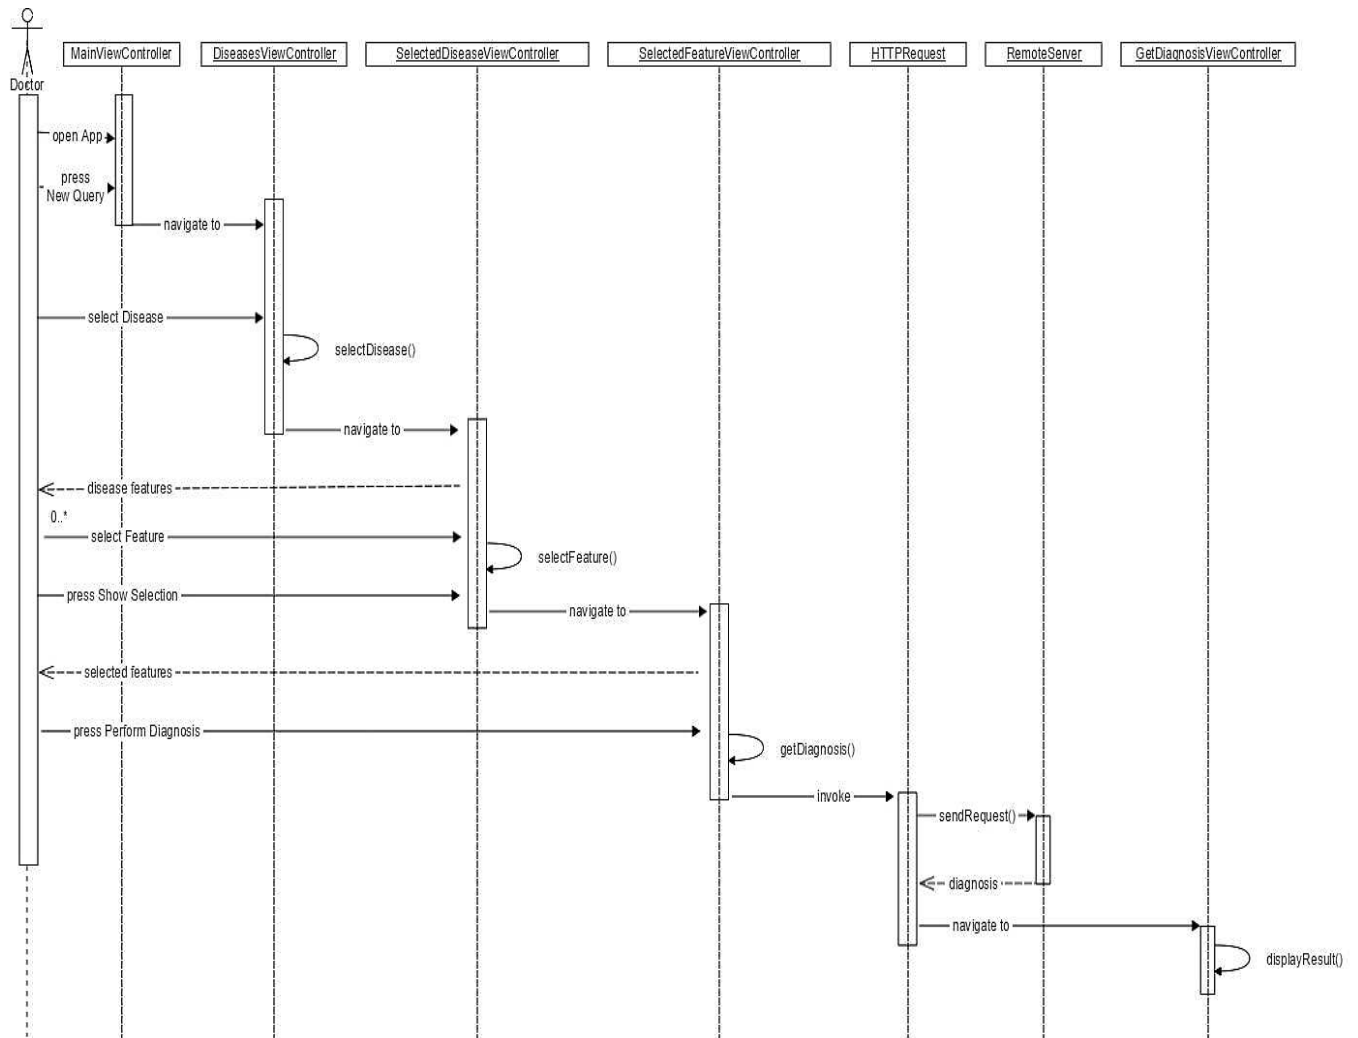 Doctor
MainViewController
DiseasesViewController
SelectedDiseaseViewController
SelectedFeatureViewController
HTTPRequest
RemoteServer
GetDiagnosisViewController
open App
press
New Query
navigate to
select Disease
selectDisease()
navigate to
disease features
0..*
select Feature
selectFeature()
press Show Selection
navigate to
selected features
press Perform Diagnosis
getDiagnosis()
invoke
sendRequest()
diagnosis
navigate to
displayResult()